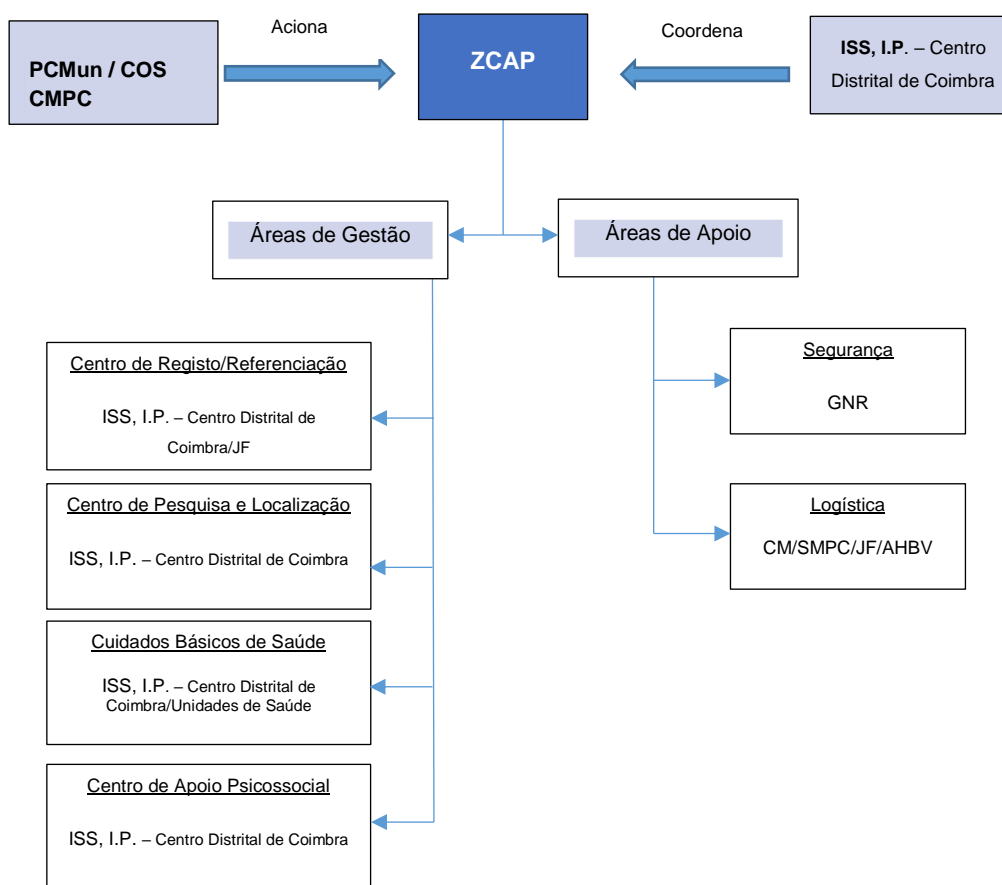 Aciona
Coordena
PCMun / COS
CMPC
ZCAP
ISS, I.P. – Centro
Distrital de Coimbra
Áreas de Gestão
Áreas de Apoio
Centro de Registo/Referenciação
ISS, I.P. – Centro Distrital de
Coimbra/JF
Centro de Pesquisa e Localização
ISS, I.P. – Centro Distrital de Coimbra
Cuidados Básicos de Saúde
ISS, I.P. – Centro Distrital de
Coimbra/Unidades de Saúde
Centro de Apoio Psicossocial
ISS, I.P. – Centro Distrital de Coimbra
Segurança
GNR
Logística
CM/SMPC/JF/AHBV